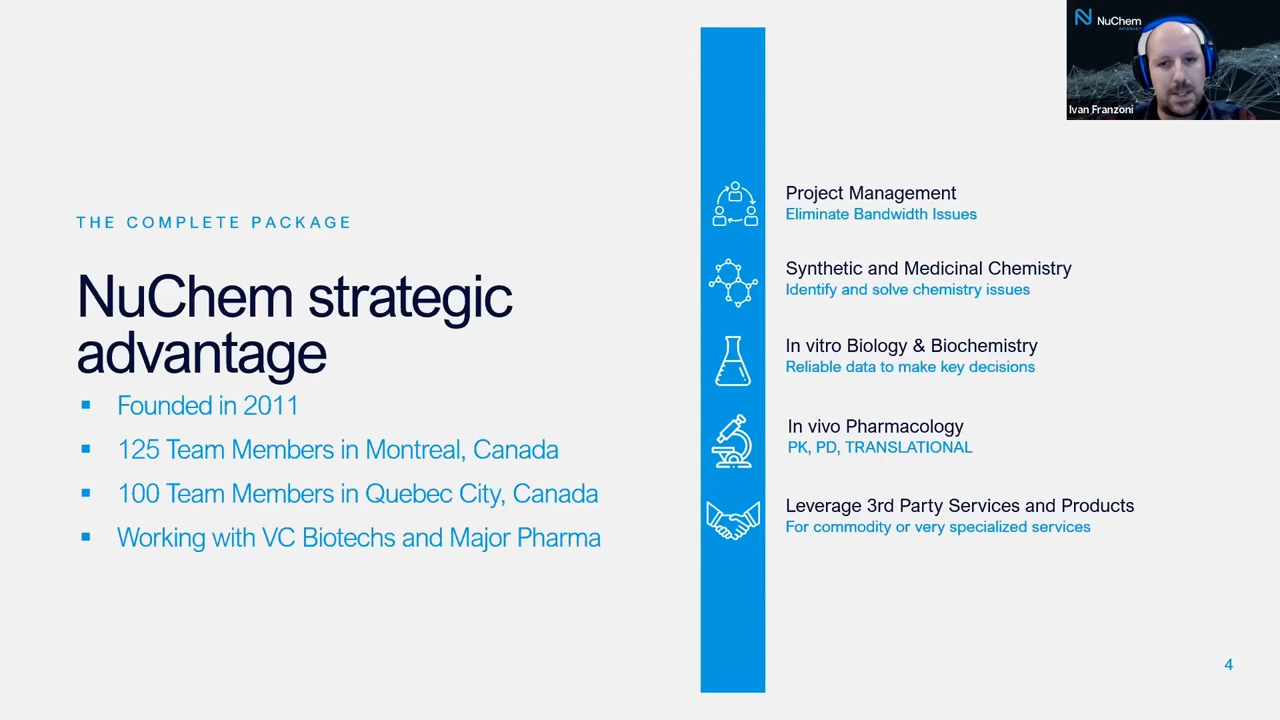 NuChem
SCIENCES
Ivan Franzoni
THE COMPLETE PACKAGE
NuChem strategic
advantage
Founded in 2011
125 Team Members in Montreal, Canada
100 Team Members in Quebec City, Canada
Working with VC Biotechs and Major Pharma
Project Management
Eliminate Bandwidth Issues
Synthetic and Medicinal Chemistry
Identify and solve chemistry issues
In vitro Biology & Biochemistry
Reliable data to make key decisions
In vivo Pharmacology
PK, PD, TRANSLATIONAL
Leverage 3rd Party Services and Products
For commodity or very specialized services
4